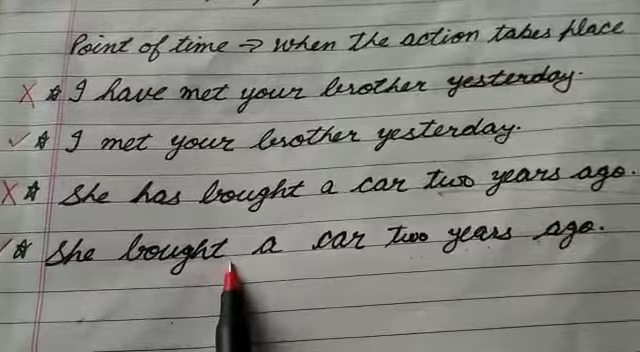 Point of time → when the action takes place
✗ ☆ I have met your brother yesterday.
✓ ☆ I met your brother yesterday.
✗ ☆ She has bought a car two years ago.
✓ ☆ She bought a car two years ago.